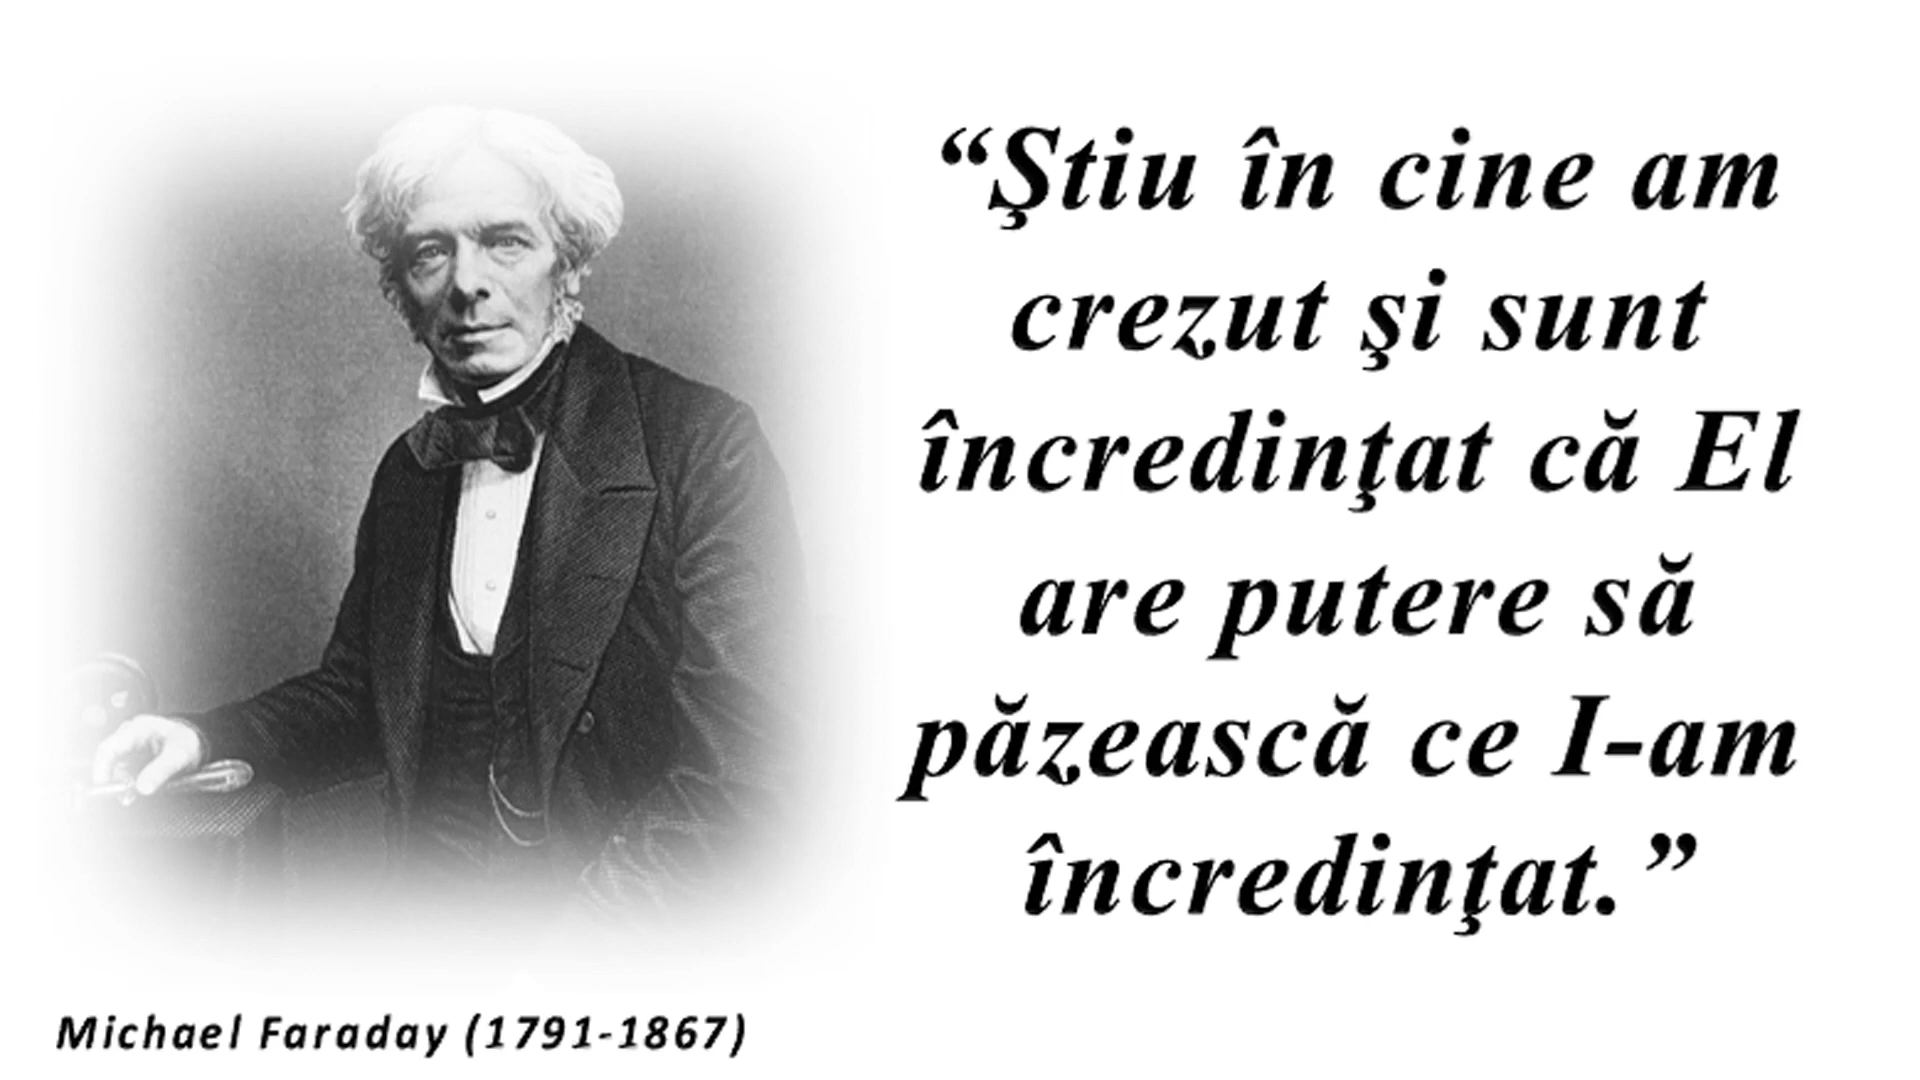 “Ştiu în cine am
crezut şi sunt
încredinţat că El
are putere să
păzească ce I-am
încredinţat.”
Michael Faraday (1791-1867)